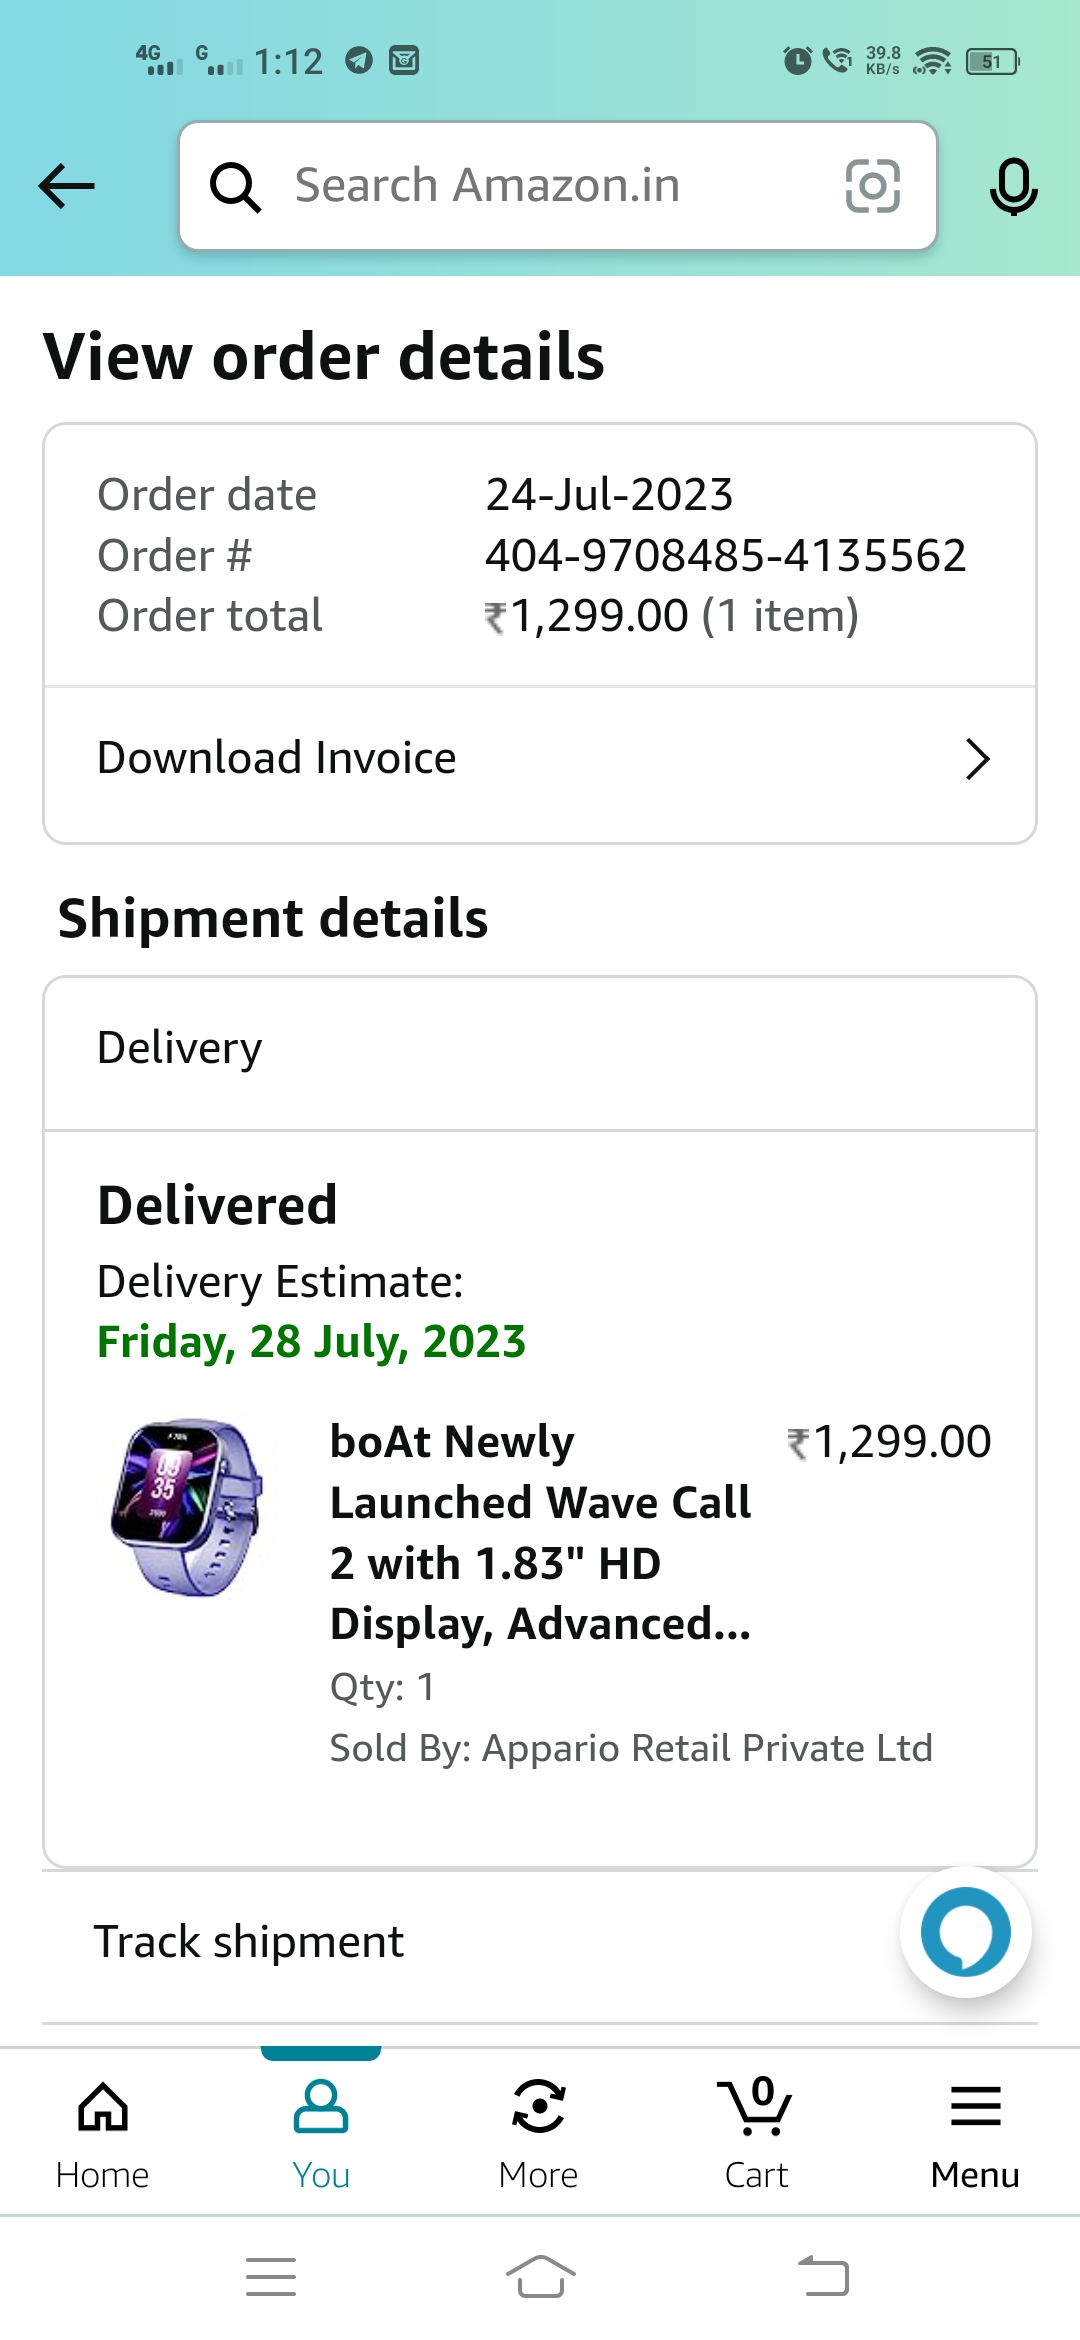 4G G 1:12 39.8 KB/s 51
Search Amazon.in
View order details
Order date 24-Jul-2023
Order # 404-9708485-4135562
Order total ₹1,299.00 (1 item)
Download Invoice
Shipment details
Delivery
Delivered
Delivery Estimate:
Friday, 28 July, 2023
boAt Newly ₹1,299.00
Launched Wave Call
2 with 1.83" HD
Display, Advanced...
Qty: 1
Sold By: Appario Retail Private Ltd
09
35
Track shipment
0
Home You More Cart Menu